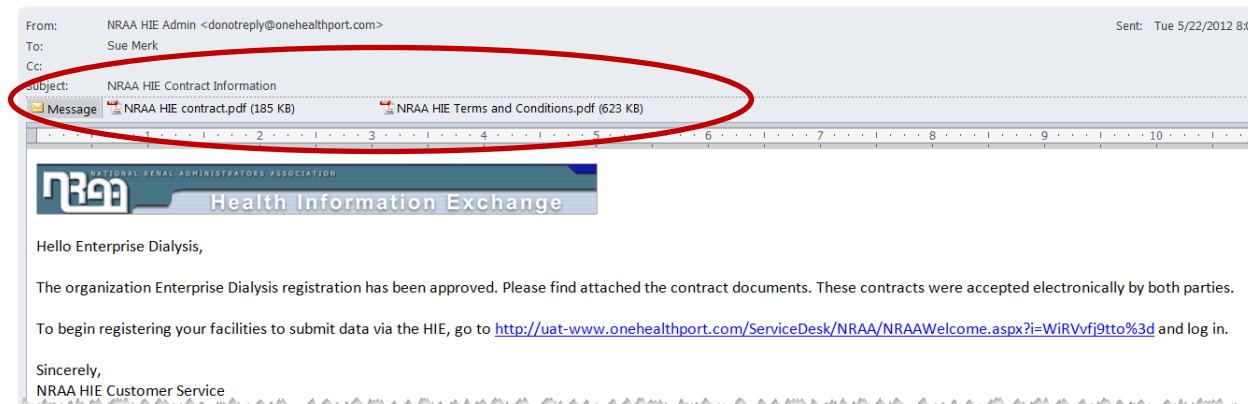 From: NRAA HIE Admin <donotreply@onehealthport.com> Sent: Tue 5/22/2012 8:0
To: Sue Merk
Cc:
Subject: NRAA HIE Contract Information
Message NRAA HIE contract.pdf (185 KB) NRAA HIE Terms and Conditions.pdf (623 KB)
1 2 3 4 5 6 7 8 9 10
NATIONAL RENAL ADMINISTRATORS ASSOCIATION
NRAA
Health Information Exchange
Hello Enterprise Dialysis,
The organization Enterprise Dialysis registration has been approved. Please find attached the contract documents. These contracts were accepted electronically by both parties.
To begin registering your facilities to submit data via the HIE, go to http://uat-www.onehealthport.com/ServiceDesk/NRAA/NRAAWelcome.aspx?i=WiRVvfj9tto%3d and log in.
Sincerely,
NRAA HIE Customer Service